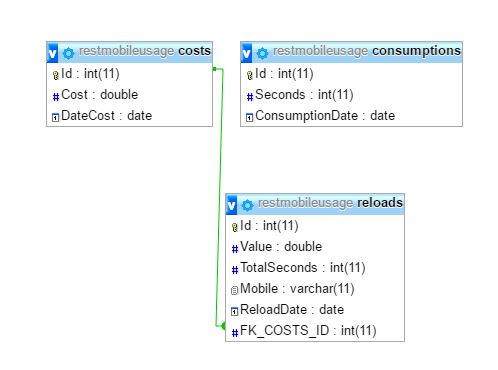 restmobileusage costs
Id : int(11)
Cost : double
DateCost : date
restmobileusage consumptions
Id : int(11)
Seconds : int(11)
ConsumptionDate : date
restmobileusage reloads
Id : int(11)
Value : double
TotalSeconds : int(11)
Mobile : varchar(11)
ReloadDate : date
FK_COSTS_ID : int(11)